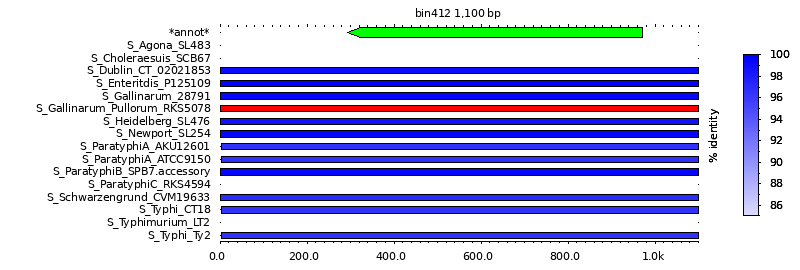 bin412 1,100 bp
*annot*
S_Agona_SL483
S_Choleraesuis_SCB67
S_Dublin_CT_02021853
S_Enteritdis_P125109
S_Gallinarum_28791
S_Gallinarum_Pullorum_RKS5078
S_Heidelberg_SL476
S_Newport_SL254
S_ParatyphiA_AKU12601
S_ParatyphiA_ATCC9150
S_ParatyphiB_SPB7.accessory
S_ParatyphiC_RKS4594
S_Schwarzengrund_CVM19633
S_Typhi_CT18
S_Typhimurium_LT2
S_Typhi_Ty2
0.0 200.0 400.0 600.0 800.0 1.0k
% identity
100
98
96
94
92
90
88
86